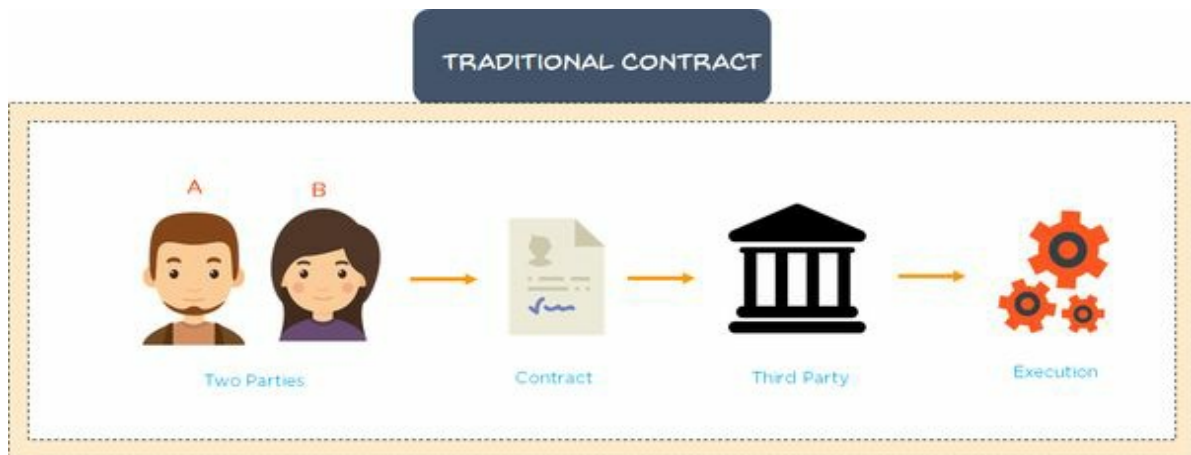 TRADITIONAL CONTRACT
A
B
Two Parties
Contract
Third Party
Execution